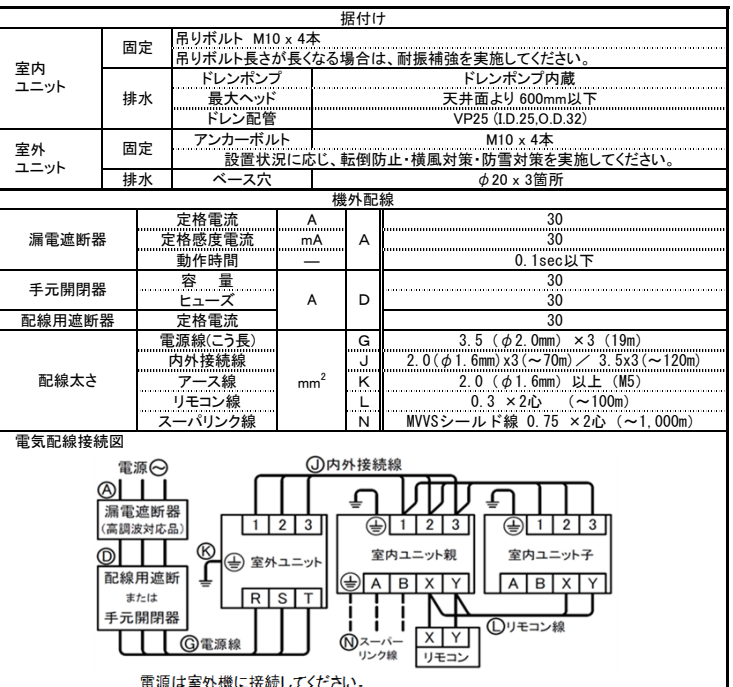 据付け
室内
ユニット
固定
吊りボルト M10 x 4本
吊りボルト長さが長くなる場合は、耐振補強を実施してください。
排水
ドレンポンプ ドレンポンプ内蔵
最大ヘッド 天井面より 600mm以下
ドレン配管 VP25 (I.D.25,O.D.32)
室外
ユニット
固定
アンカーボルト M10 x 4本
設置状況に応じ、転倒防止・横風対策・防雪対策を実施してください。
排水 ベース穴 φ20 x 3箇所
機外配線
漏電遮断器
定格電流 A 30
定格感度電流 mA A 30
動作時間 — 0.1sec以下
手元開閉器
容 量 30
ヒューズ A D 30
配線用遮断器 定格電流 30
配線太さ
電源線(こう長) G 3.5 (φ2.0mm) ×3 (19m)
内外接続線 J 2.0(φ1.6mm)x3(～70m)／ 3.5x3(～120m)
アース線 mm² K 2.0 (φ1.6mm) 以上 (M5)
リモコン線 L 0.3 ×2心 (～100m)
スーパリンク線 N MVVSシールド線 0.75 ×2心 (～1,000m)
電気配線接続図
電源
Ⓐ
漏電遮断器
(高調波対応品)
Ⓓ
配線用遮断
または
手元開閉器
Ⓖ電源線
Ⓙ内外接続線
Ⓚ
1 2 3
室外ユニット
R S T
1 2 3
室内ユニット親
A B X Y
1 2 3
室内ユニット子
A B X Y
Ⓝスーパー
リンク線
X Y
リモコン
Ⓛリモコン線
電源は室外機に接続してください。